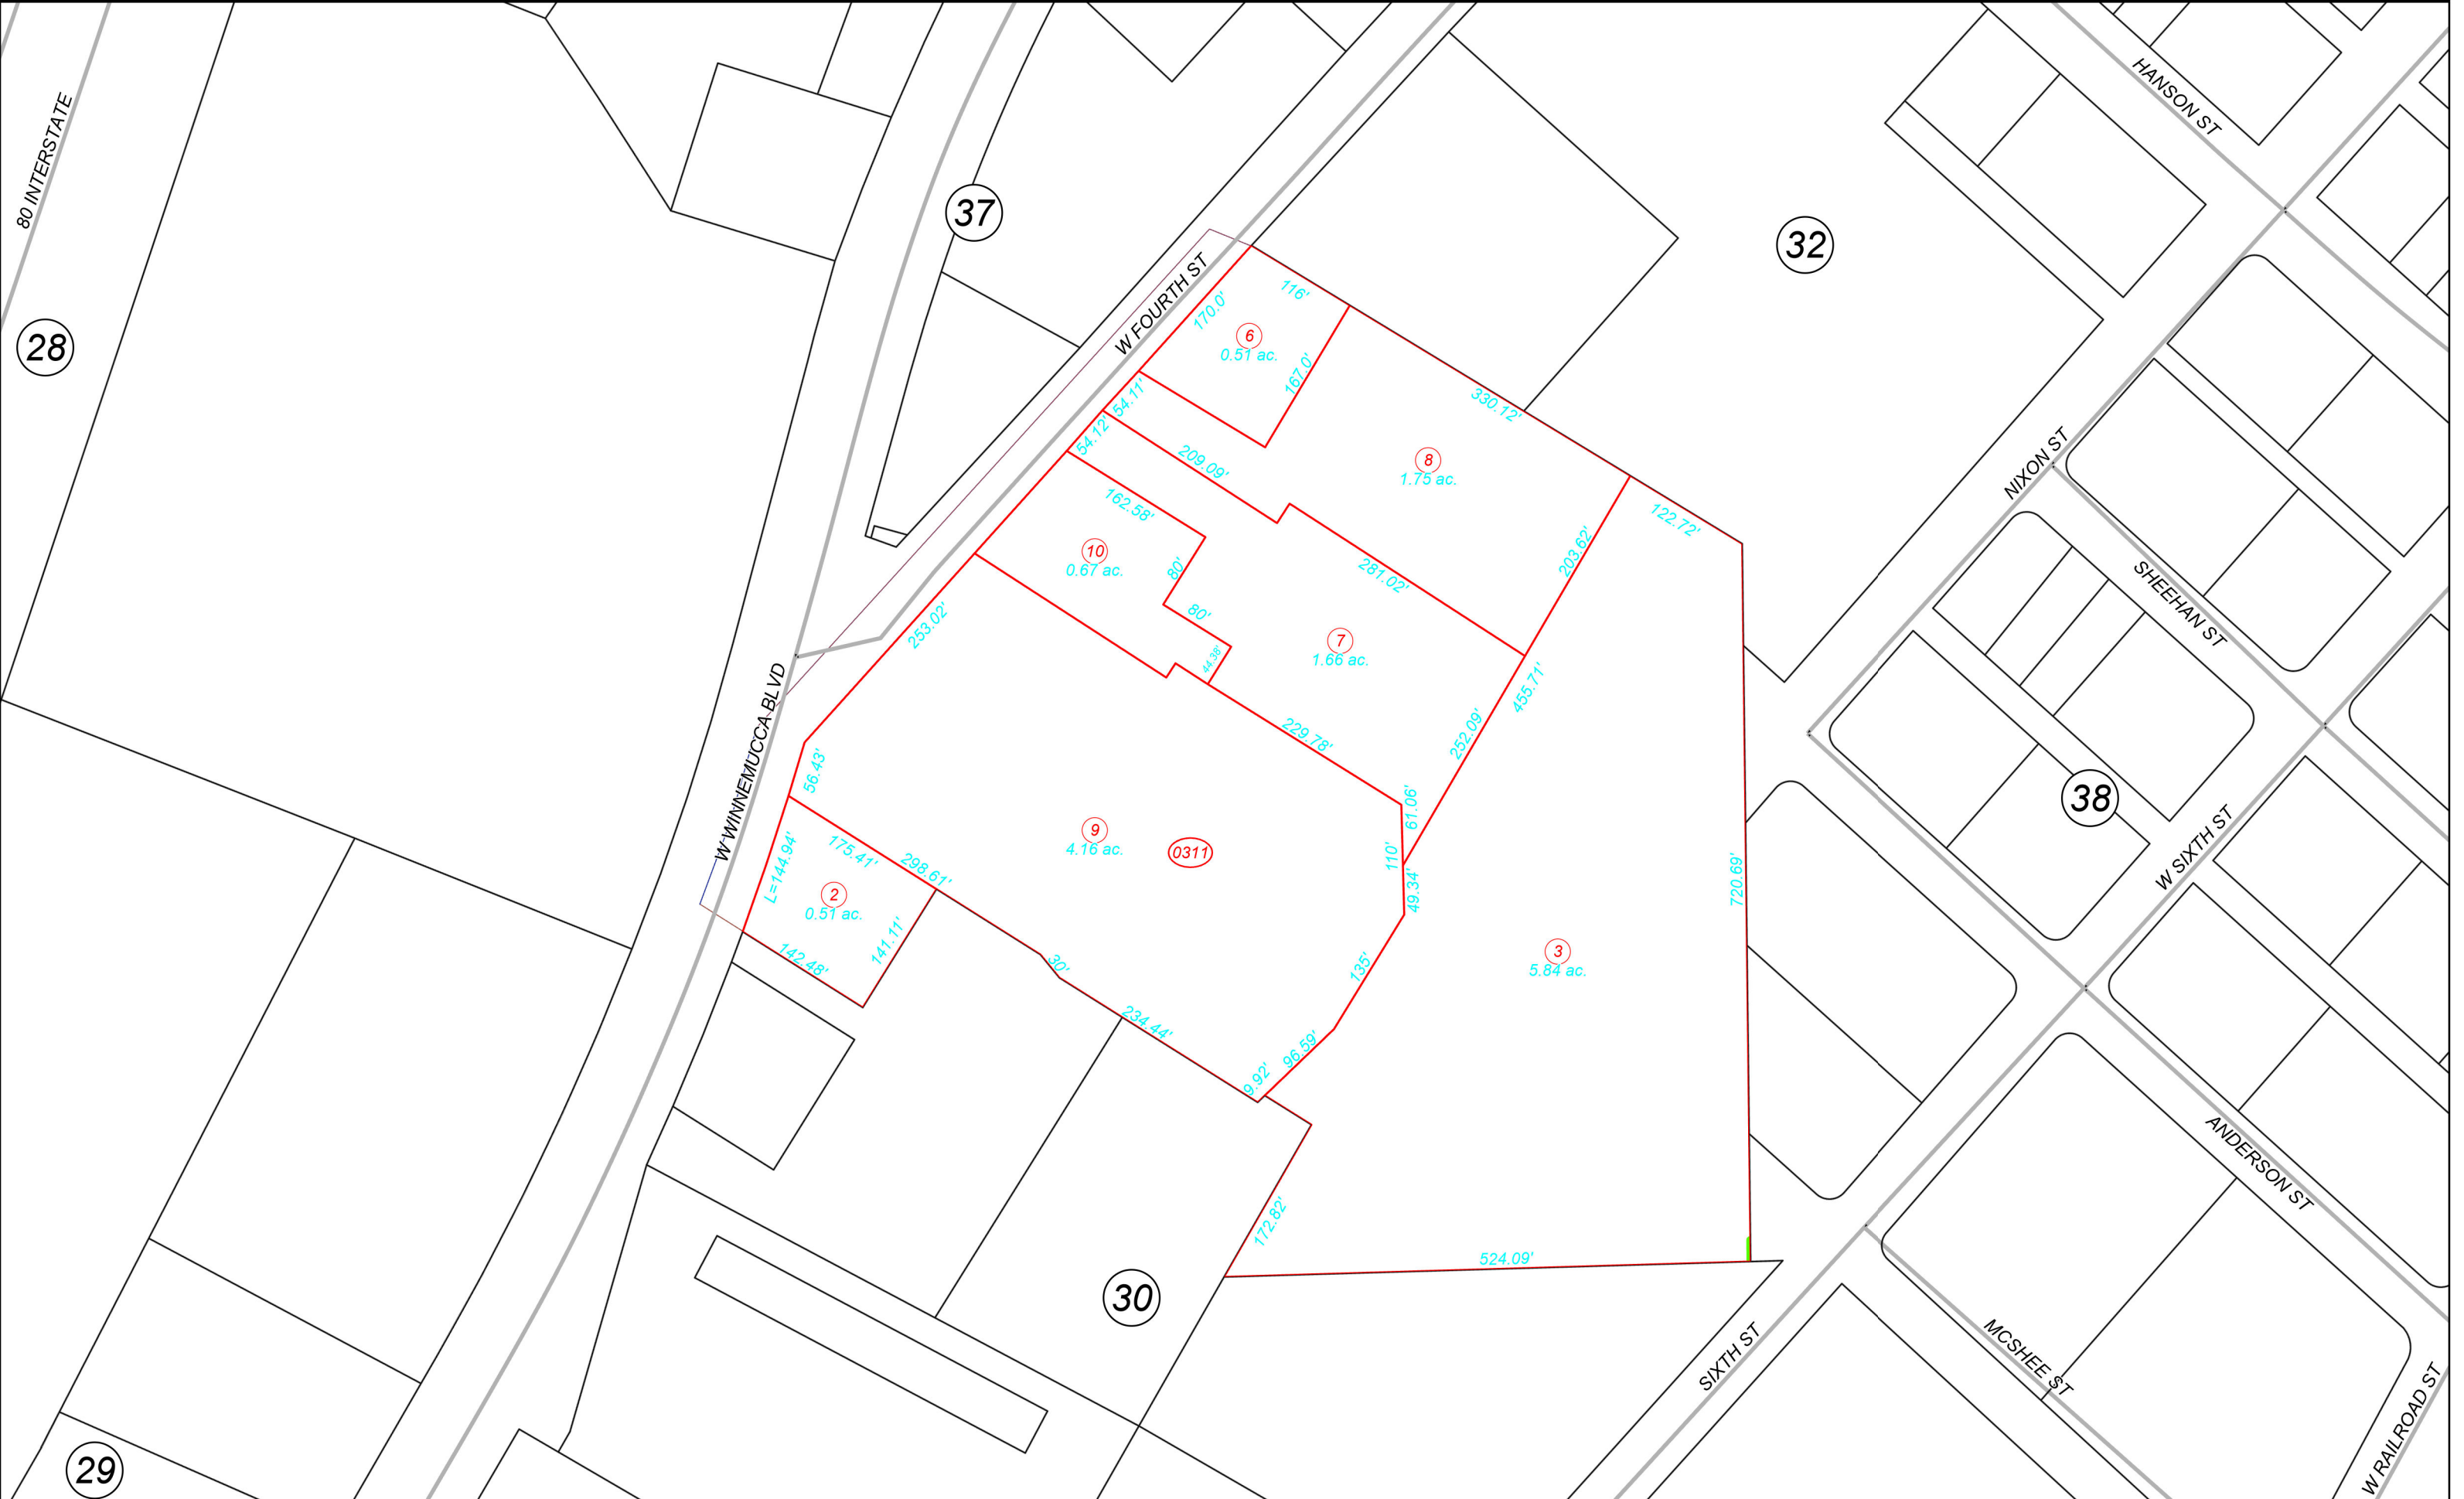 HANSON ST
80 INTERSTATE
37
32
W FOURTH ST
116'
170.0'
6
0.51 ac.
28
167.0'
54.11'
330.12'
54.12'
209.09'
8
1.75 ac.
NIXON ST
162.58'
122.72'
203.62'
10
0.67 ac.
80'
281.02'
SHEEHAN ST
80'
253.02'
7
1.66 ac.
44.38'
455.71'
W WINNEMUCCA BLVD
229.78'
252.09'
56.43'
61.06'
38
9
4.16 ac.
0311
110'
W SIXTH ST
L=144.94'
175.41'
298.61'
49.34'
720.69'
2
0.51 ac.
141.11'
142.48'
30'
135'
3
5.84 ac.
234.44'
96.59'
9.92'
ANDERSON ST
172.82'
524.09'
30
SIXTH ST
MCSHEE ST
W RAILROAD ST
29